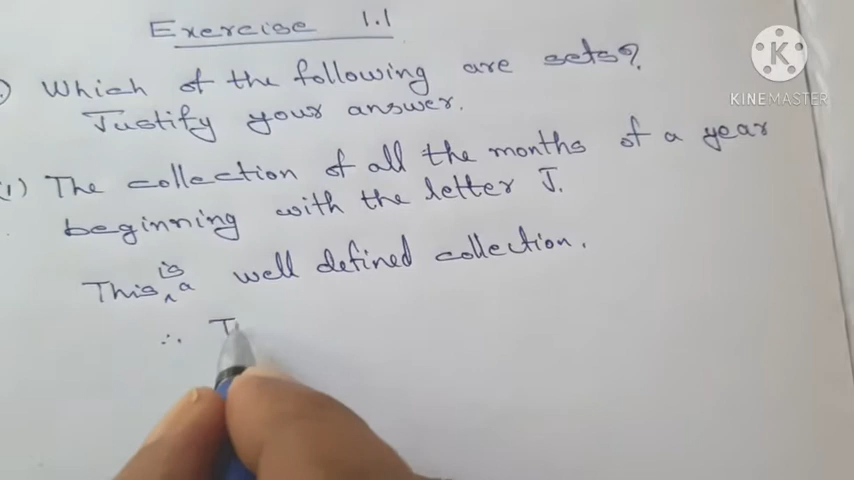 Exercise 1.1
Which of the following are sets?
Justify your answer.
(1) The collection of all the months of a year
beginning with the letter J.
This is a well defined collection.
∴ T
KINEMASTER